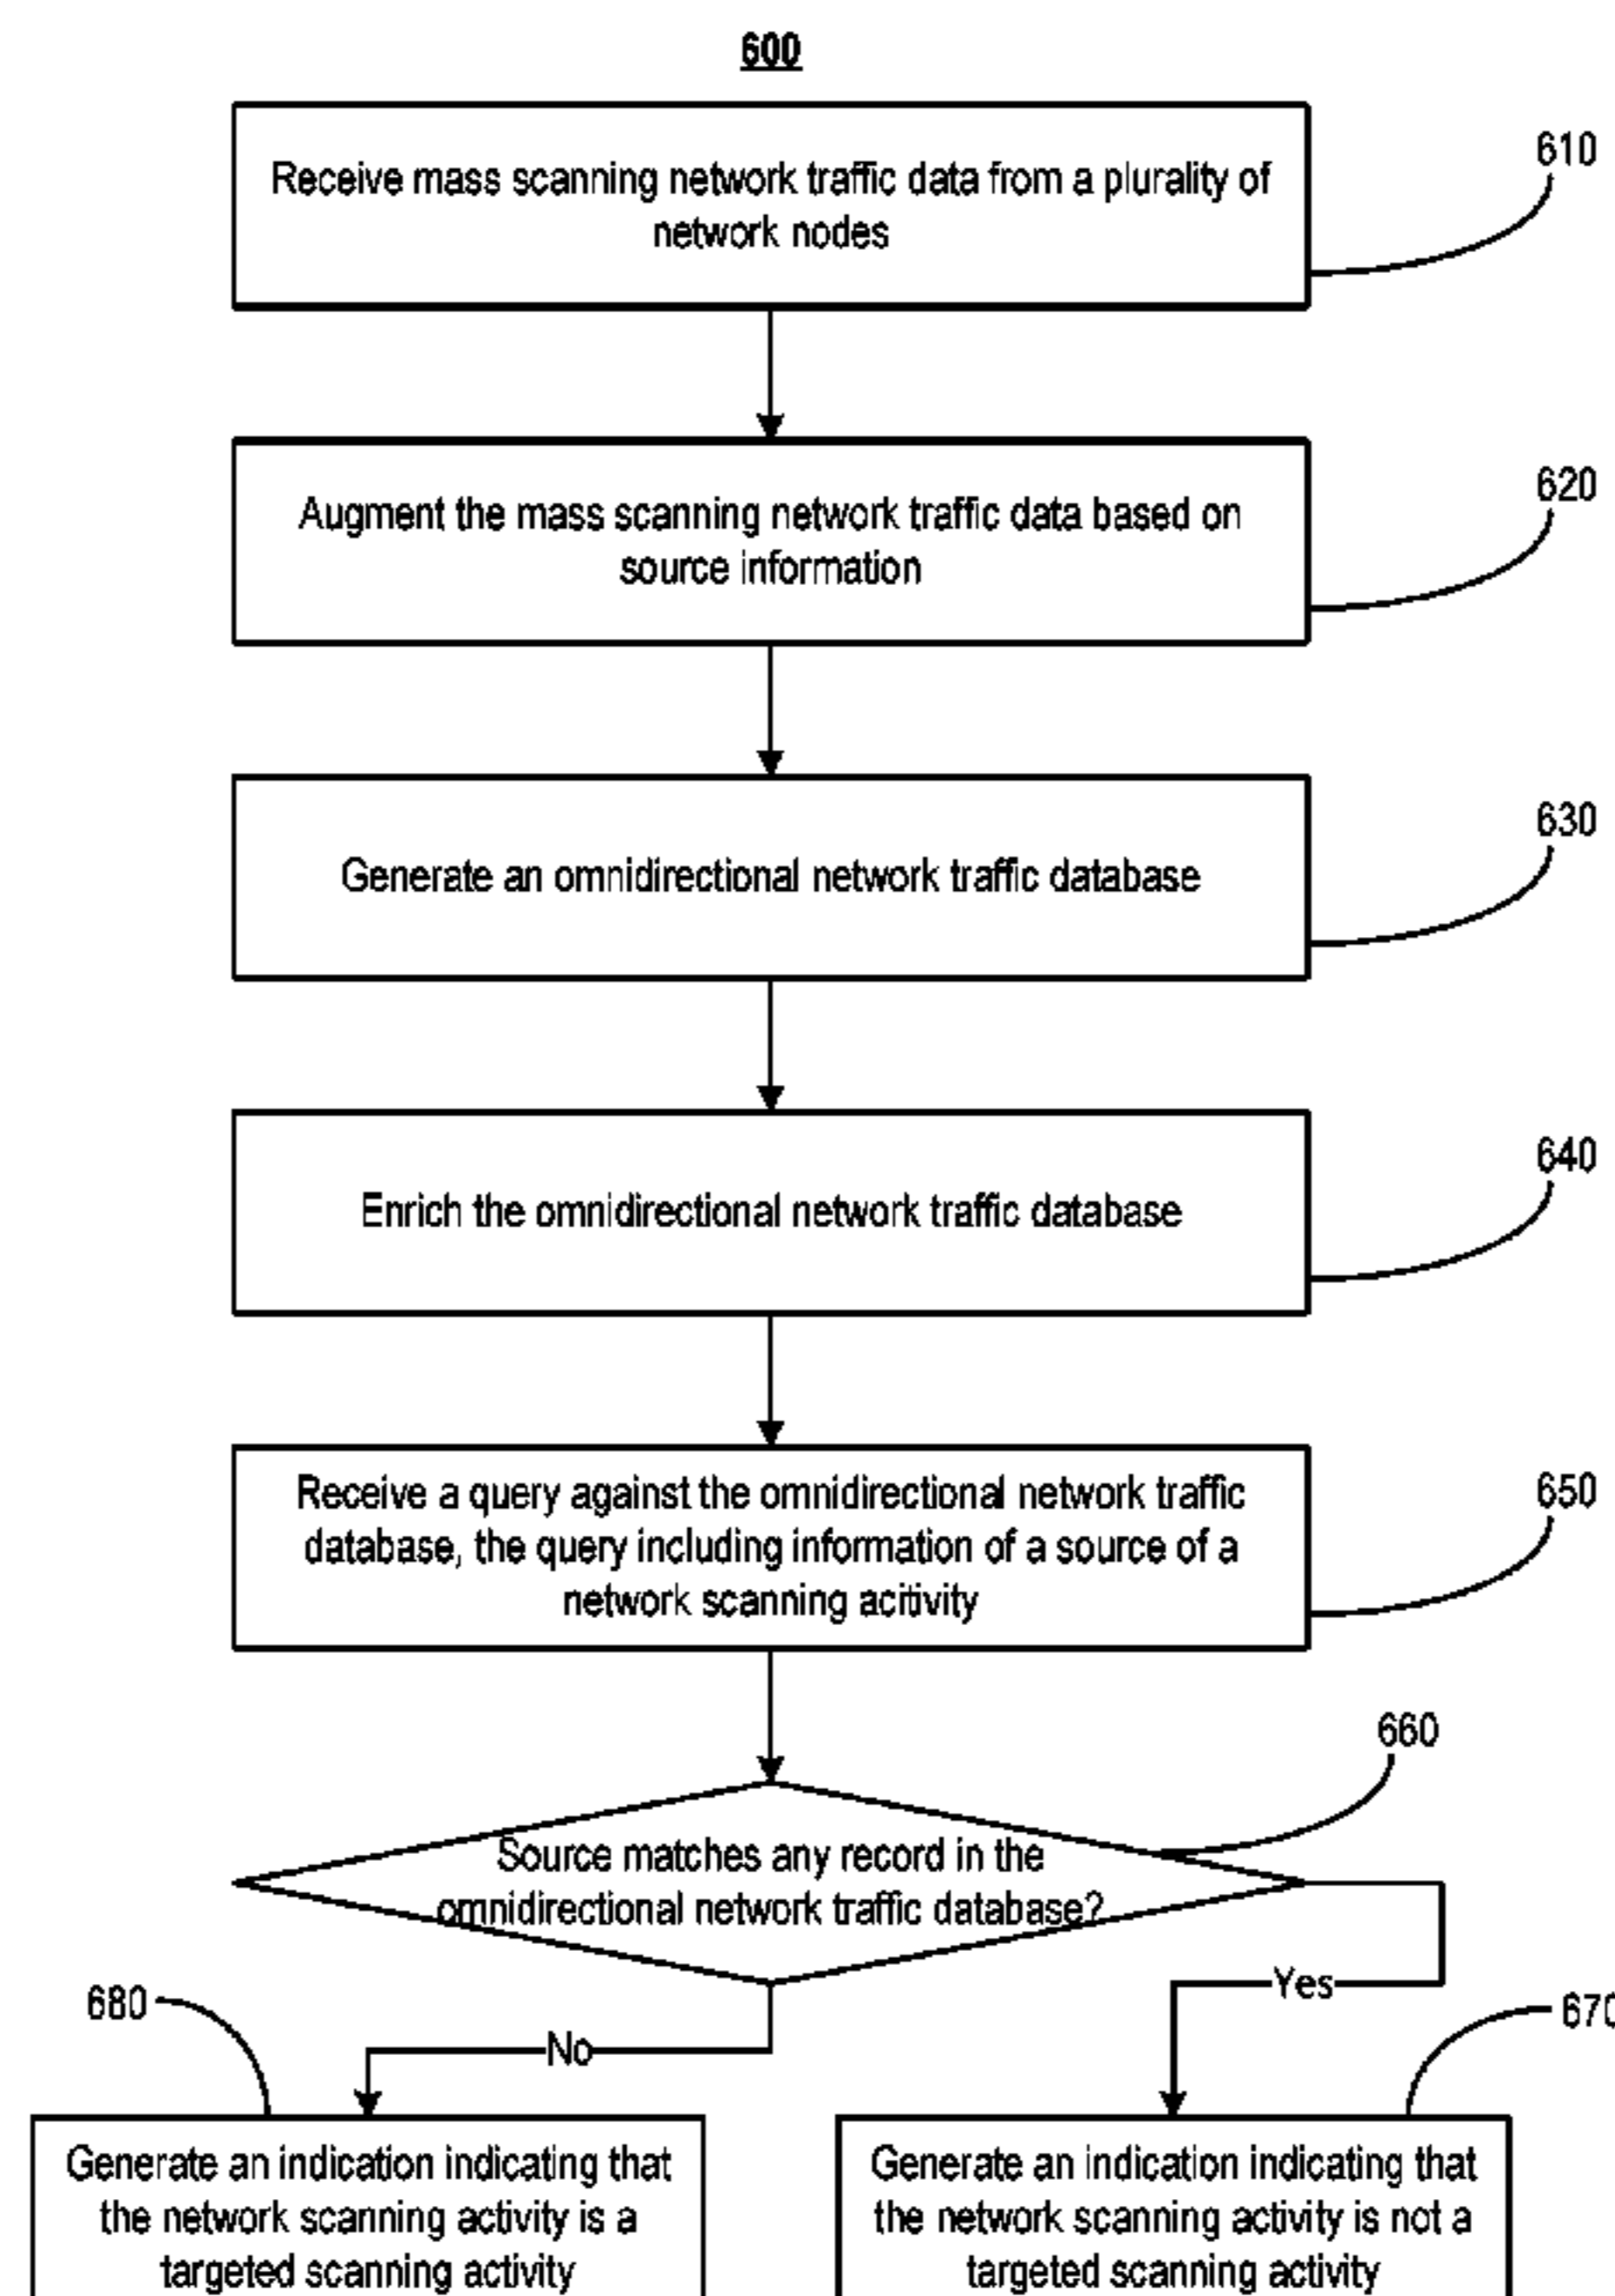 600
Receive mass scanning network traffic data from a plurality of
network nodes
610
Augment the mass scanning network traffic data based on
source information
620
Generate an omnidirectional network traffic database
630
Enrich the omnidirectional network traffic database
640
Receive a query against the omnidirectional network traffic
database, the query including information of a source of a
network scanning acitivity
650
660
Source matches any record in the
omnidirectional network traffic database?
680
No
Yes
670
Generate an indication indicating that
the network scanning activity is a
targeted scanning activity
Generate an indication indicating that
the network scanning activity is not a
targeted scanning activity